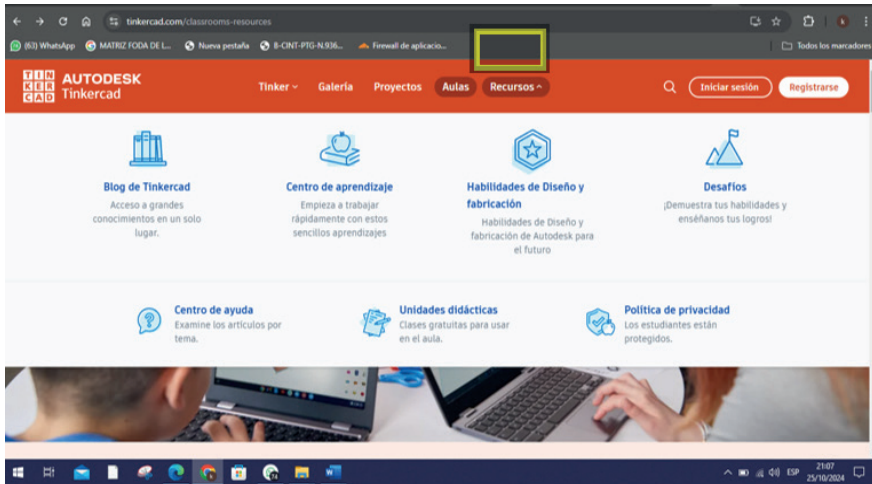 tinkercad.com/classrooms-resources
(63) WhatsApp MATRIZ FODA DE L... Nueva pestaña B-CINT-PTG-N.936... Firewall de aplicacio... Todos los marcadores
TIN
KER
CAD
AUTODESK
Tinkercad
Tinker Galería Proyectos Aulas Recursos Iniciar sesión Registrarse
Blog de Tinkercad
Acceso a grandes
conocimientos en un solo
lugar.
Centro de aprendizaje
Empieza a trabajar
rápidamente con estos
sencillos aprendizajes
Habilidades de Diseño y
fabricación
Habilidades de Diseño y
fabricación de Autodesk para
el futuro
Desafíos
¡Demuestra tus habilidades y
enséñanos tus logros!
Centro de ayuda
Examine los artículos por
tema.
Unidades didácticas
Clases gratuitas para usar
en el aula.
Política de privacidad
Los estudiantes están
protegidos.
ESP
21:07
25/10/2024